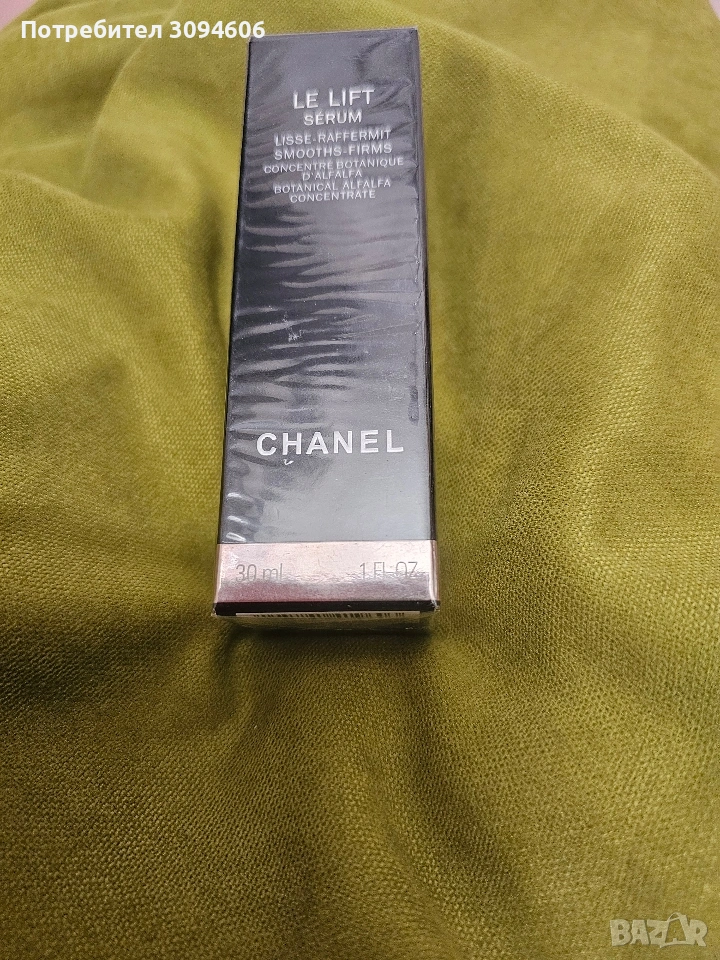 Потребител 3094606
LE LIFT
SÉRUM
LISSE-RAFFERMIT
SMOOTHS-FIRMS
CONCENTRÉ BOTANIQUE
D'ALFALFA
BOTANICAL ALFALFA
CONCENTRATE
CHANEL
30 ml 1 FL. OZ.
BAZAR